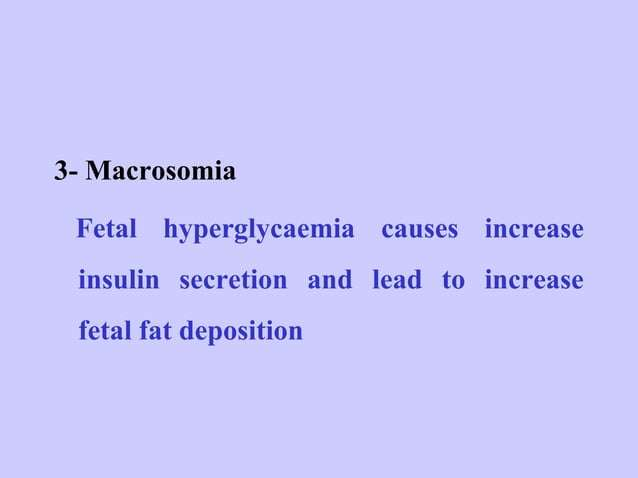 3- Macrosomia
Fetal hyperglycaemia causes increase
insulin secretion and lead to increase
fetal fat deposition